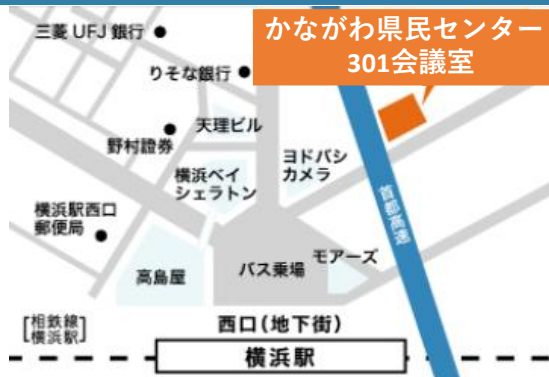 三菱 UFJ 銀行
かながわ県民センター
301会議室
りそな銀行
天理ビル
野村證券
横浜ベイ
シェラトン
ヨドバシ
カメラ
首都高速
横浜駅西口
郵便局
モアーズ
バス乗場
高島屋
[相鉄線]
[横浜駅]
西口(地下街)
横浜駅